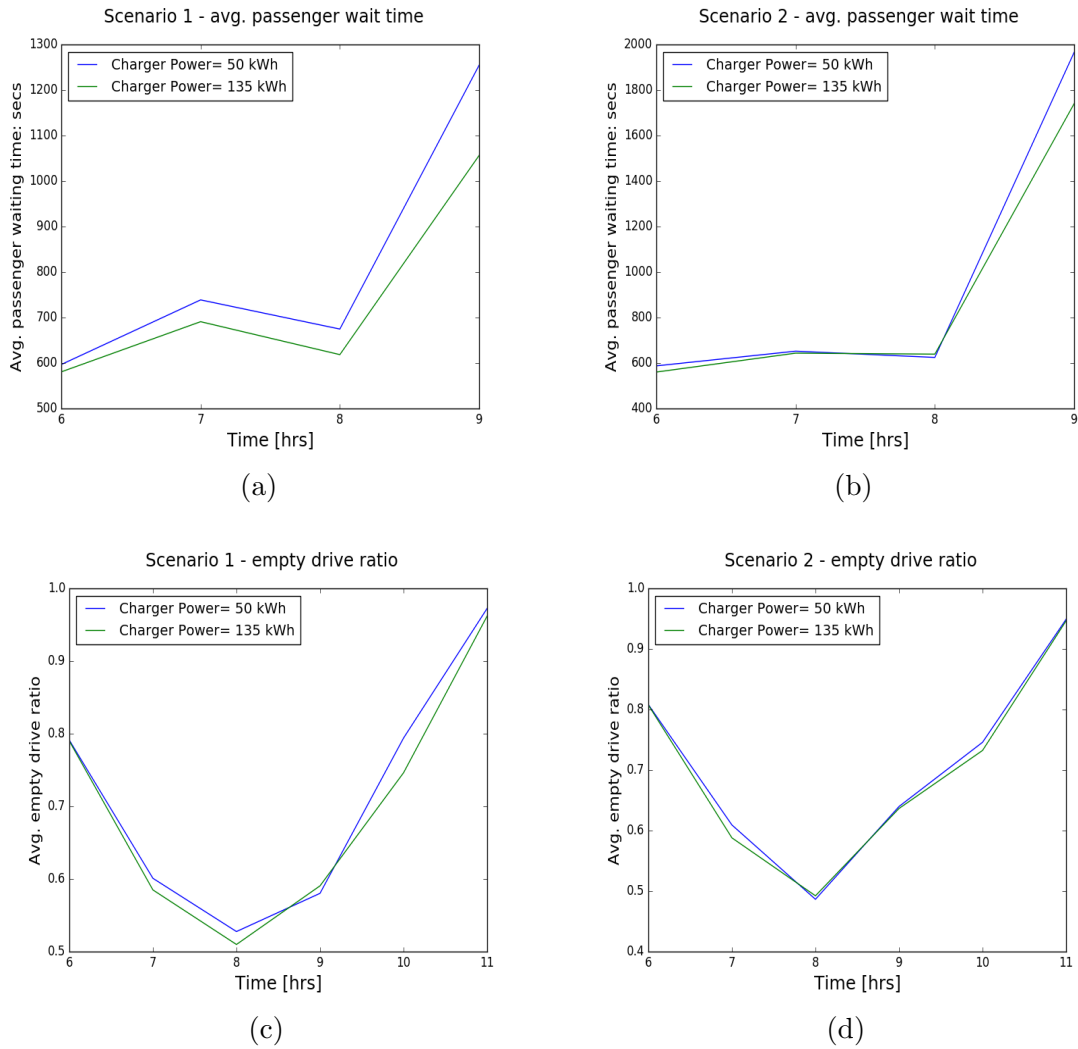 Scenario 1 - avg. passenger wait time
1300
1200
1100
1000
900
800
700
600
500
Avg. passenger waiting time: secs
Charger Power= 50 kWh
Charger Power= 135 kWh
6 7 8 9
Time [hrs]
(a)
Scenario 2 - avg. passenger wait time
2000
1800
1600
1400
1200
1000
800
600
400
Avg. passenger waiting time: secs
Charger Power= 50 kWh
Charger Power= 135 kWh
6 7 8 9
Time [hrs]
(b)
Scenario 1 - empty drive ratio
1.0
0.9
0.8
0.7
0.6
0.5
Avg. empty drive ratio
Charger Power= 50 kWh
Charger Power= 135 kWh
6 7 8 9 10 11
Time [hrs]
(c)
Scenario 2 - empty drive ratio
1.0
0.9
0.8
0.7
0.6
0.5
0.4
Avg. empty drive ratio
Charger Power= 50 kWh
Charger Power= 135 kWh
6 7 8 9 10 11
Time [hrs]
(d)